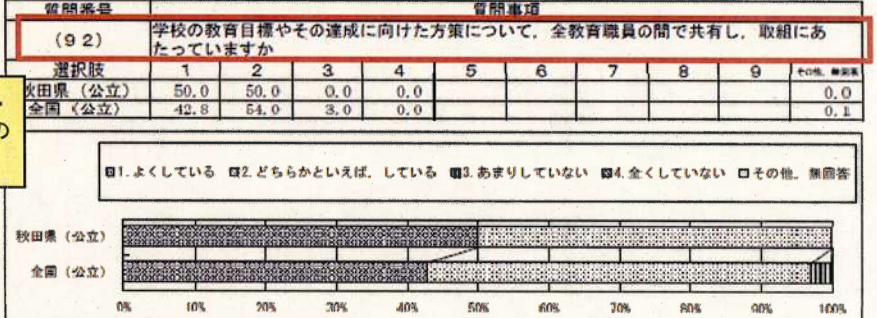 質問番号 質問事項
(92) 学校の教育目標やその達成に向けた方策について，全教育職員の間で共有し，取組にあ
たっていますか
選択肢 1 2 3 4 5 6 7 8 9 その他，無回答
秋田県（公立） 50.0 50.0 0.0 0.0 0.0
全国（公立） 42.8 54.0 3.0 0.0 0.1
の
1.よくしている 2.どちらかといえば，している 3.あまりしていない 4.全くしていない その他，無回答
秋田県（公立）
全国（公立）
0% 10% 20% 30% 40% 50% 60% 70% 80% 90% 100%